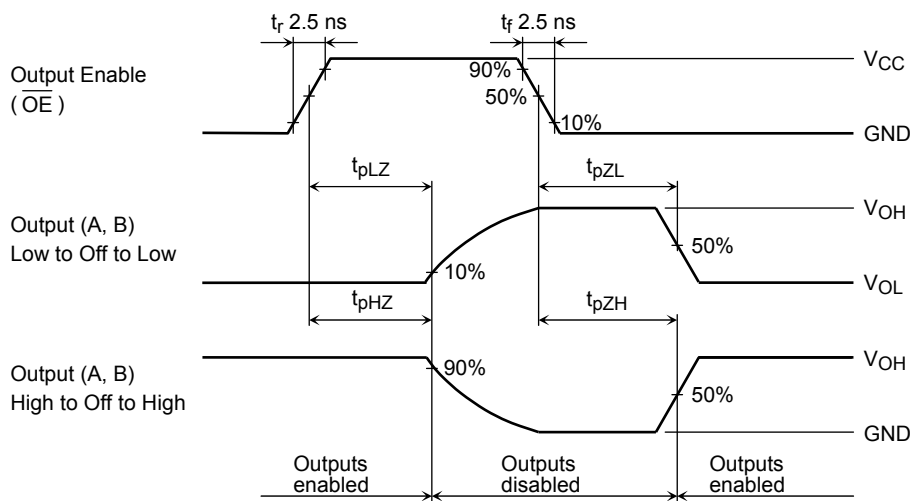 tr 2.5 ns
tf 2.5 ns
Output Enable
( OE )
90%
50%
10%
VCC
GND
tpLZ
tpZL
Output (A, B)
Low to Off to Low
10%
50%
VOH
VOL
tpHZ
tpZH
Output (A, B)
High to Off to High
90%
50%
VOH
GND
Outputs
enabled
Outputs
disabled
Outputs
enabled